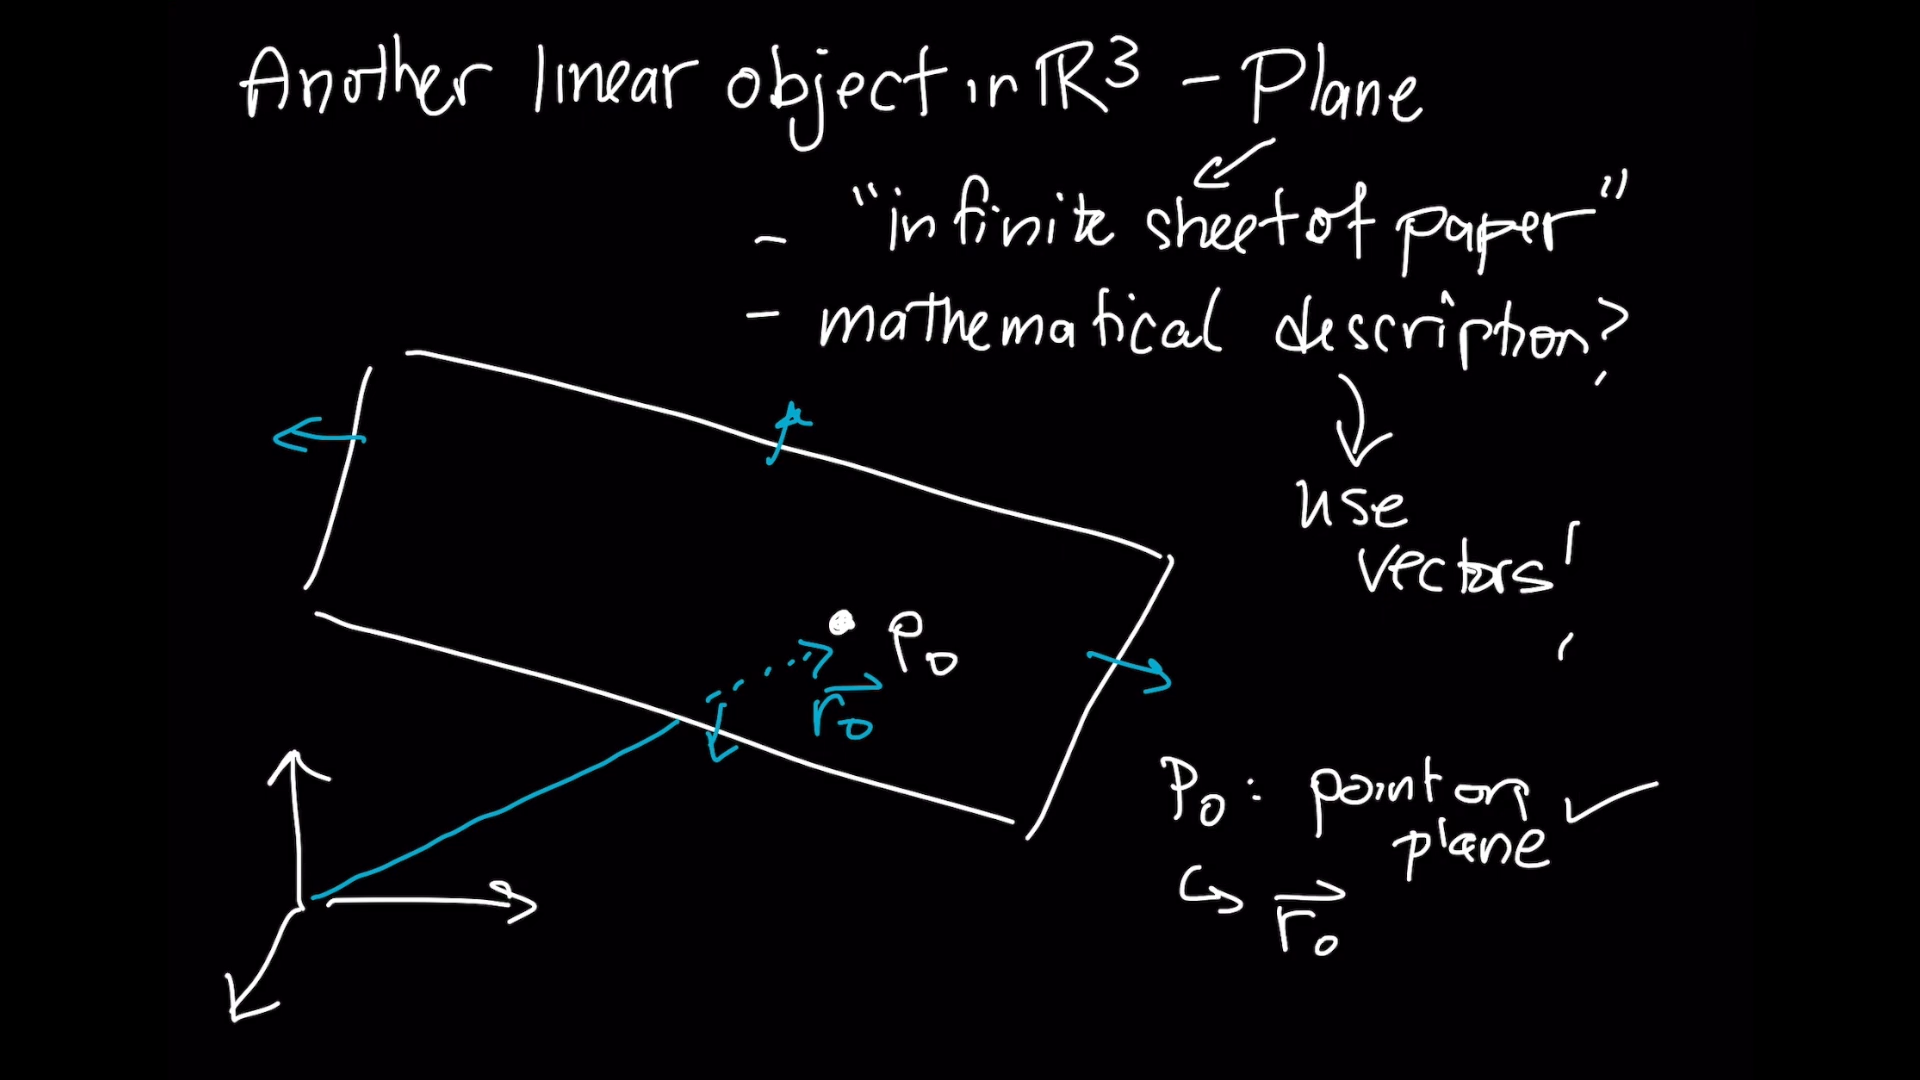 Another linear object in ℝ³ - Plane
- "infinite sheet of paper"
- mathematical description?
use
vectors!
P₀
r₀
P₀: point on
plane ✓
↪ r₀